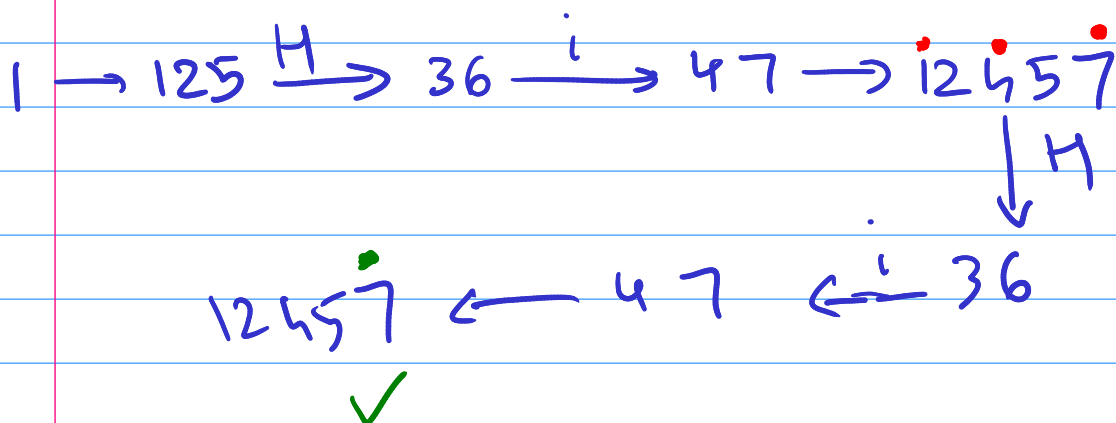 1 → 125 H→ 36 i→ 47 → 12457
↓ H
12457 ← 47 ←i 36
✓